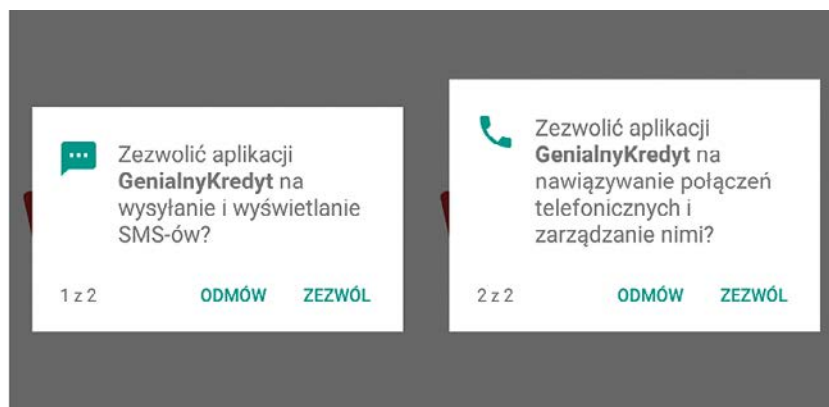 Zezwolić aplikacji
GenialnyKredyt na
wysyłanie i wyświetlanie
SMS-ów?
1 z 2
ODMÓW
ZEZWÓL
Zezwolić aplikacji
GenialnyKredyt na
nawiązywanie połączeń
telefonicznych i
zarządzanie nimi?
2 z 2
ODMÓW
ZEZWÓL